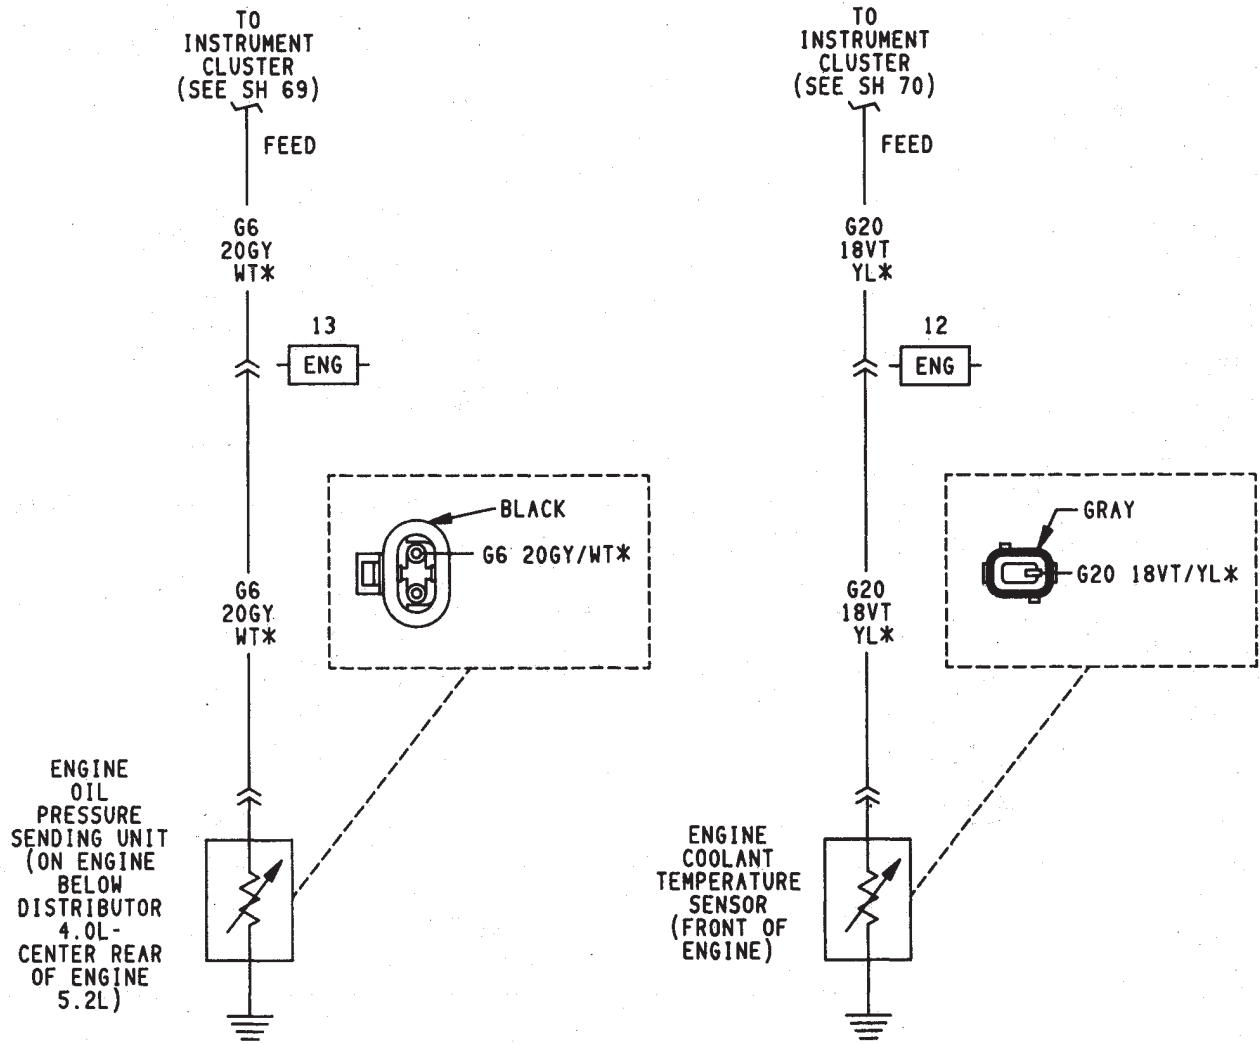 TO
INSTRUMENT
CLUSTER
(SEE SH 69)
FEED
G6
20GY
WT*
13
ENG
BLACK
G6 20GY/WT*
G6
20GY
WT*
ENGINE
OIL
PRESSURE
SENDING UNIT
(ON ENGINE
BELOW
DISTRIBUTOR
4.0L-
CENTER REAR
OF ENGINE
5.2L)
TO
INSTRUMENT
CLUSTER
(SEE SH 70)
FEED
G20
18VT
YL*
12
ENG
GRAY
G20 18VT/YL*
G20
18VT
YL*
ENGINE
COOLANT
TEMPERATURE
SENSOR
(FRONT OF
ENGINE)